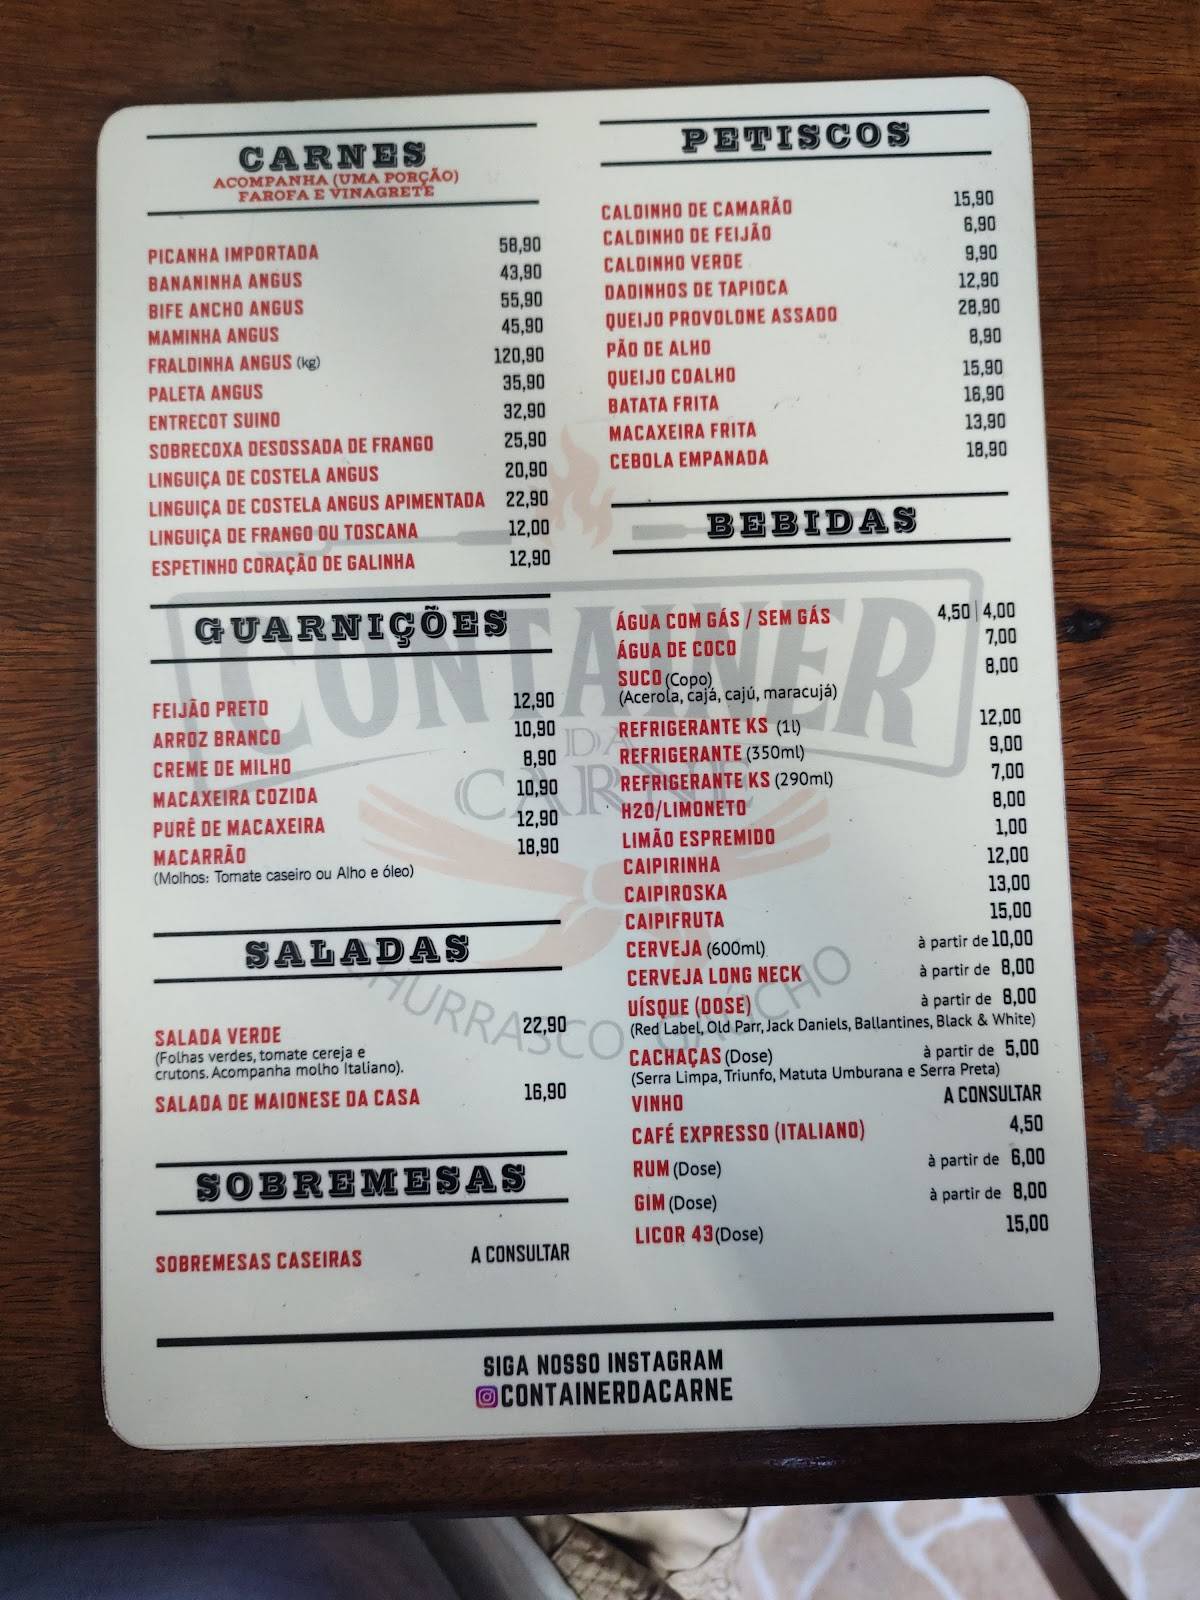 CARNES
ACOMPANHA (UMA PORÇÃO)
FAROFA E VINAGRETE
PICANHA IMPORTADA 58,90
BANANINHA ANGUS 43,90
BIFE ANCHO ANGUS 55,90
MAMINHA ANGUS 45,90
FRALDINHA ANGUS (kg) 120,90
PALETA ANGUS 35,90
ENTRECOT SUINO 32,90
SOBRECOXA DESOSSADA DE FRANGO 25,90
LINGUIÇA DE COSTELA ANGUS 20,90
LINGUIÇA DE COSTELA ANGUS APIMENTADA 22,90
LINGUIÇA DE FRANGO OU TOSCANA 12,00
ESPETINHO CORAÇÃO DE GALINHA 12,90
GUARNIÇÕES
FEIJÃO PRETO 12,90
ARROZ BRANCO 10,90
CREME DE MILHO 8,90
MACAXEIRA COZIDA 10,90
PURÊ DE MACAXEIRA 12,90
MACARRÃO 18,90
(Molhos: Tomate caseiro ou Alho e óleo)
SALADAS
SALADA VERDE 22,90
(Folhas verdes, tomate cereja e
crutons. Acompanha molho Italiano).
SALADA DE MAIONESE DA CASA 16,90
SOBREMESAS
SOBREMESAS CASEIRAS A CONSULTAR
PETISCOS
CALDINHO DE CAMARÃO 15,90
CALDINHO DE FEIJÃO 6,90
CALDINHO VERDE 9,90
DADINHOS DE TAPIOCA 12,90
QUEIJO PROVOLONE ASSADO 28,90
PÃO DE ALHO 8,90
QUEIJO COALHO 15,90
BATATA FRITA 16,90
MACAXEIRA FRITA 13,90
CEBOLA EMPANADA 18,90
BEBIDAS
ÁGUA COM GÁS / SEM GÁS 4,50 | 4,00
ÁGUA DE COCO 7,00
SUCO (Copo) 8,00
(Acerola, cajá, cajú, maracujá)
REFRIGERANTE KS (1l) 12,00
REFRIGERANTE (350ml) 9,00
REFRIGERANTE KS (290ml) 7,00
H2O/LIMONETO 8,00
LIMÃO ESPREMIDO 1,00
CAIPIRINHA 12,00
CAIPIROSKA 13,00
CAIPIFRUTA 15,00
CERVEJA (600ml) à partir de 10,00
CERVEJA LONG NECK à partir de 8,00
UÍSQUE (DOSE) à partir de 8,00
(Red Label, Old Parr, Jack Daniels, Ballantines, Black & White)
CACHAÇAS (Dose) à partir de 5,00
(Serra Limpa, Triunfo, Matuta Umburana e Serra Preta)
VINHO A CONSULTAR
CAFÉ EXPRESSO (ITALIANO) 4,50
RUM (Dose) à partir de 6,00
GIM (Dose) à partir de 8,00
LICOR 43 (Dose) 15,00
CONTAINER
DA
CARNE
CHURRASCO GAÚCHO
SIGA NOSSO INSTAGRAM
CONTAINERDACARNE